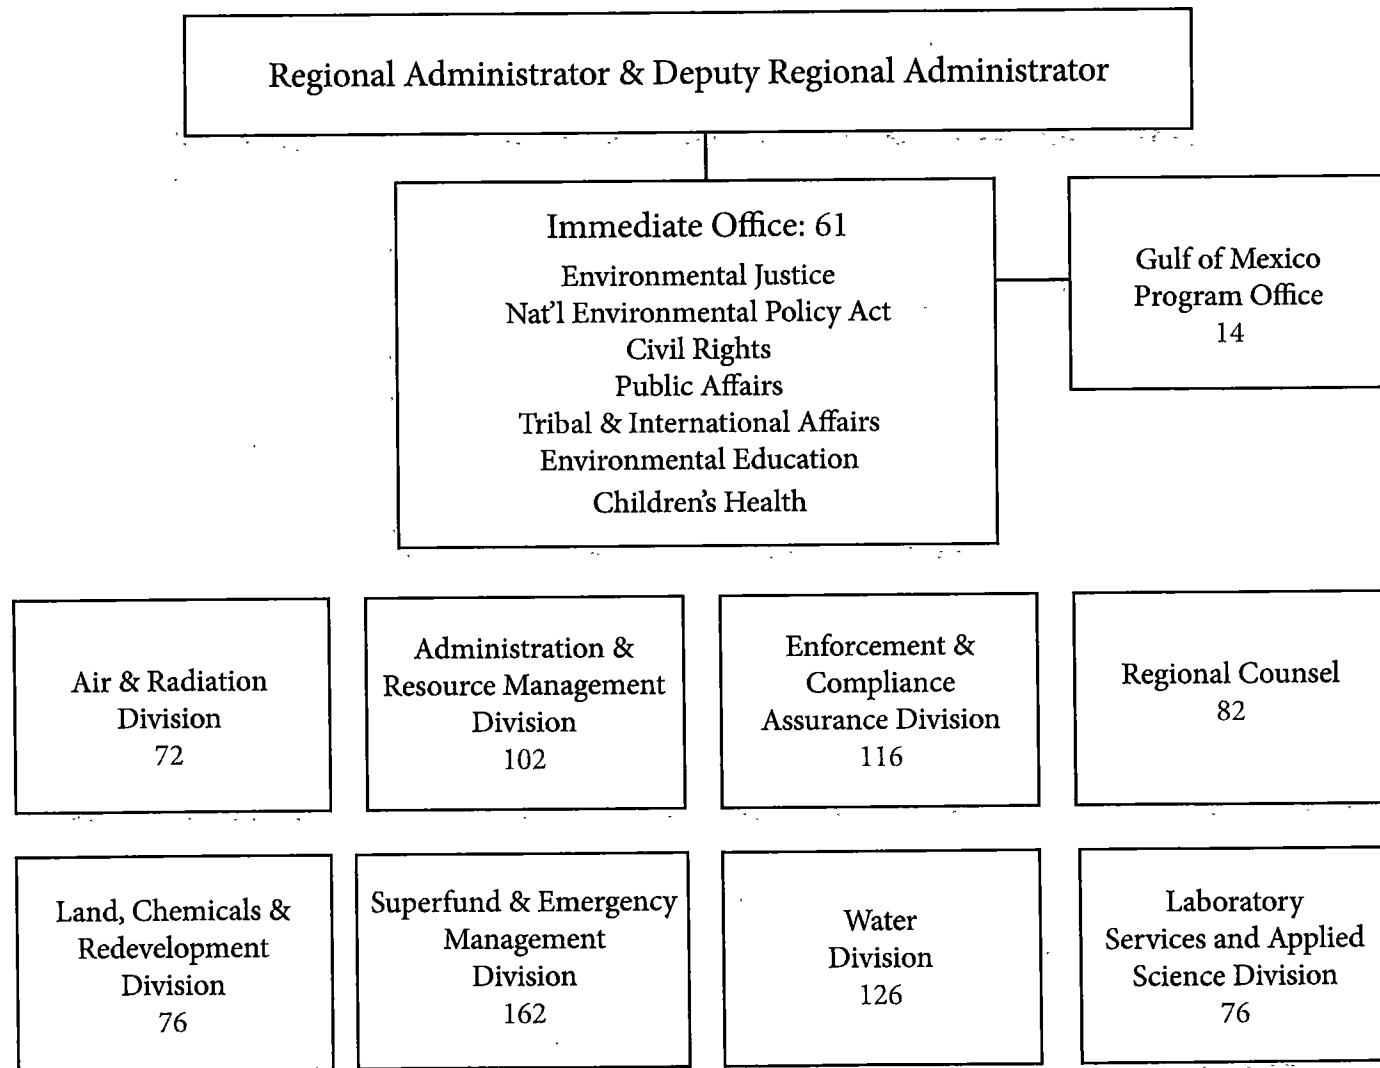 Regional Administrator & Deputy Regional Administrator
Immediate Office: 61
Environmental Justice
Nat'l Environmental Policy Act
Civil Rights
Public Affairs
Tribal & International Affairs
Environmental Education
Children's Health
Gulf of Mexico
Program Office
14
Air & Radiation
Division
72
Administration &
Resource Management
Division
102
Enforcement &
Compliance
Assurance Division
116
Regional Counsel
82
Land, Chemicals &
Redevelopment
Division
76
Superfund & Emergency
Management
Division
162
Water
Division
126
Laboratory
Services and Applied
Science Division
76